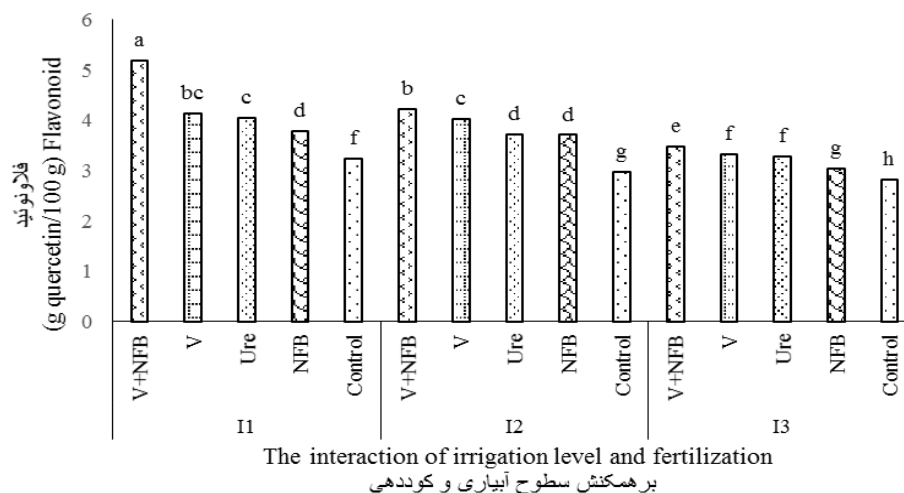 فلاونوئید
(g quercetin/100 g) Flavonoid
6
5
4
3
2
1
0
a
bc
c
d
f
b
c
d
d
g
e
f
f
g
h
V+NFB
V
Ure
NFB
Control
V+NFB
V
Ure
NFB
Control
V+NFB
V
Ure
NFB
Control
I1
I2
I3
The interaction of irrigation level and fertilization
برهمکنش سطوح آبیاری و کوددهی